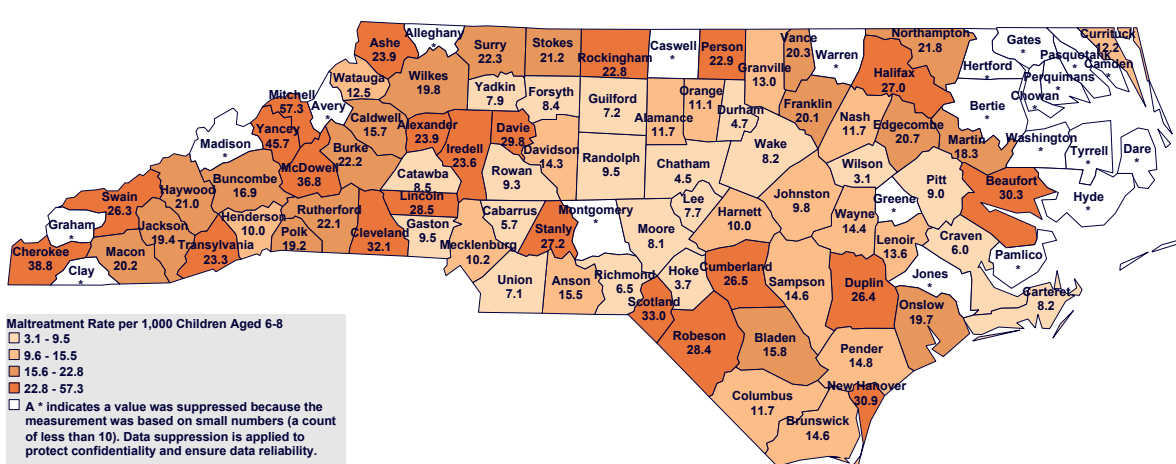 Ashe
23.9
Alleghany
*
Surry
22.3
Stokes
21.2
Rockingham
22.8
Caswell
*
Person
22.9
Granville
13.0
Vance
20.3
Warren
*
Northampton
21.8
Gates
*
Currituck
12.2
Pasquotank
*
Camden
*
Hertford
*
Perquimans
*
Chowan
*
Halifax
27.0
Bertie
*
Watauga
12.5
Wilkes
19.8
Yadkin
7.9
Forsyth
8.4
Guilford
7.2
Alamance
11.7
Orange
11.1
Durham
4.7
Franklin
20.1
Nash
11.7
Edgecombe
20.7
Martin
18.3
Washington
*
Tyrrell
*
Dare
*
Mitchell
57.3
Avery
*
Caldwell
15.7
Alexander
23.9
Iredell
23.6
Davie
29.8
Davidson
14.3
Randolph
9.5
Chatham
4.5
Wake
8.2
Wilson
3.1
Pitt
9.0
Beaufort
30.3
Hyde
*
Madison
*
Yancey
45.7
McDowell
36.8
Burke
22.2
Catawba
8.5
Rowan
9.3
Lee
7.7
Johnston
9.8
Greene
*
Swain
26.3
Haywood
21.0
Buncombe
16.9
Rutherford
22.1
Lincoln
28.5
Cabarrus
5.7
Stanly
27.2
Montgomery
*
Moore
8.1
Harnett
10.0
Wayne
14.4
Lenoir
13.6
Craven
6.0
Pamlico
*
Graham
*
Jackson
19.4
Henderson
10.0
Polk
19.2
Cleveland
32.1
Gaston
9.5
Mecklenburg
10.2
Cherokee
38.8
Clay
*
Macon
20.2
Transylvania
23.3
Union
7.1
Anson
15.5
Richmond
6.5
Hoke
3.7
Cumberland
26.5
Sampson
14.6
Duplin
26.4
Jones
*
Onslow
19.7
Carteret
8.2
Scotland
33.0
Robeson
28.4
Bladen
15.8
Pender
14.8
Columbus
11.7
New Hanover
30.9
Brunswick
14.6
Maltreatment Rate per 1,000 Children Aged 6-8
3.1 - 9.5
9.6 - 15.5
15.6 - 22.8
22.8 - 57.3
A * indicates a value was suppressed because the
measurement was based on small numbers (a count
of less than 10). Data suppression is applied to
protect confidentiality and ensure data reliability.